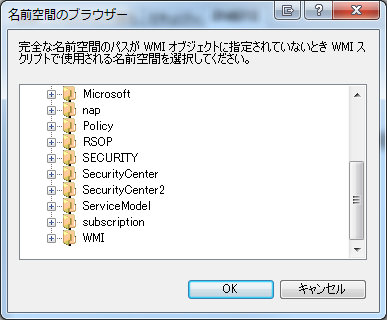 名前空間のブラウザー
完全な名前空間のパスが WMI オブジェクトに指定されていないとき WMI ス
クリプトで使用される名前空間を選択してください。
Microsoft
nap
Policy
RSOP
SECURITY
SecurityCenter
SecurityCenter2
ServiceModel
subscription
WMI
OK
キャンセル